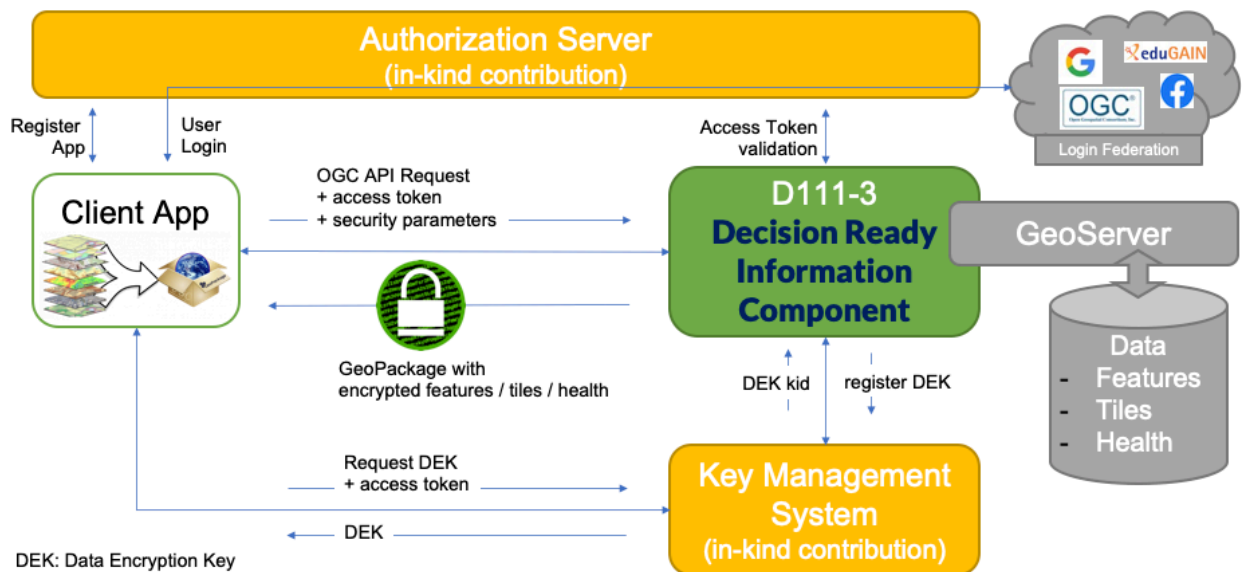 Authorization Server
(in-kind contribution)
eduGAIN
OGC®
Open Geospatial Consortium, Inc.
Login Federation
Register
App
User
Login
Access Token
validation
Client App
OGC API Request
+ access token
+ security parameters
D111-3
Decision Ready
Information
Component
GeoServer
GeoPackage with
encrypted features / tiles / health
Data
- Features
- Tiles
- Health
DEK kid
register DEK
Request DEK
+ access token
DEK
Key Management
System
(in-kind contribution)
DEK: Data Encryption Key